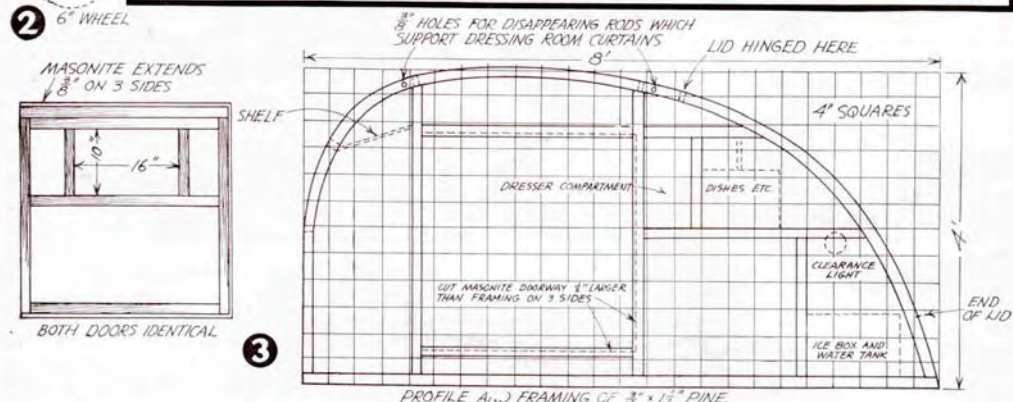 2
6" WHEEL
MASONITE EXTENDS
3/8" ON 3 SIDES
10"
16"
BOTH DOORS IDENTICAL
3/8" HOLES FOR DISAPPEARING RODS WHICH
SUPPORT DRESSING ROOM CURTAINS
LID HINGED HERE
8'
4" SQUARES
SHELF
DRESSER COMPARTMENT
DISHES ETC.
4'
CLEARANCE
LIGHT
CUT MASONITE DOORWAY LARGER
THAN FRAMING ON 3 SIDES
END
OF LID
ICE BOX AND
WATER TANK
3
PROFILE AND FRAMING OF PINE